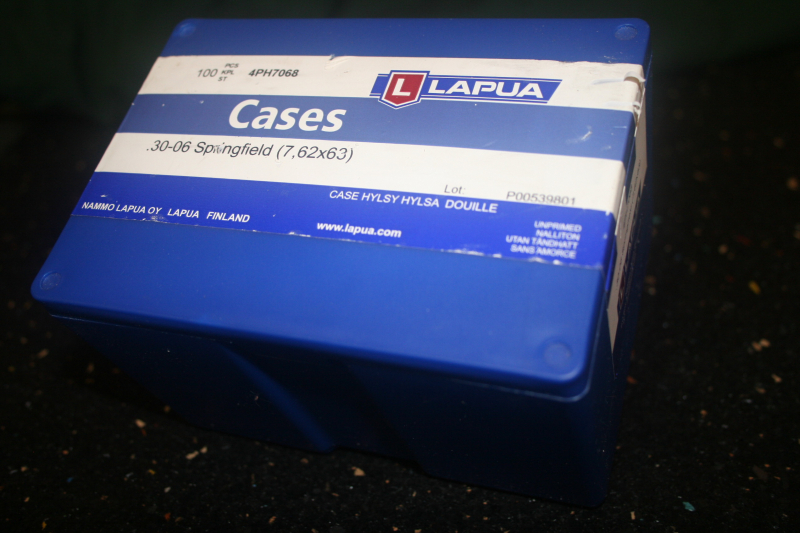 100 PCS KPL ST 4PH7068
L LAPUA
Cases
.30-06 Springfield (7,62x63)
Lot: P00539801
CASE HYLSY HYLSA DOUILLE
NAMMO LAPUA OY LAPUA FINLAND
www.lapua.com
UNPRIMED
NALLITON
UTAN TÄNDHATT
SANS AMORCE